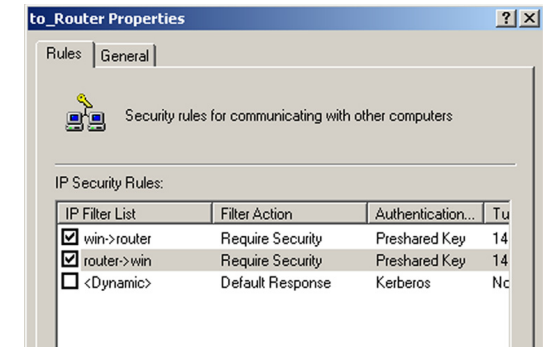 to_Router Properties
Rules General
Security rules for communicating with other computers
IP Security Rules:
IP Filter List Filter Action Authentication... Tu
win->router Require Security Preshared Key 14
router->win Require Security Preshared Key 14
<Dynamic> Default Response Kerberos Nc